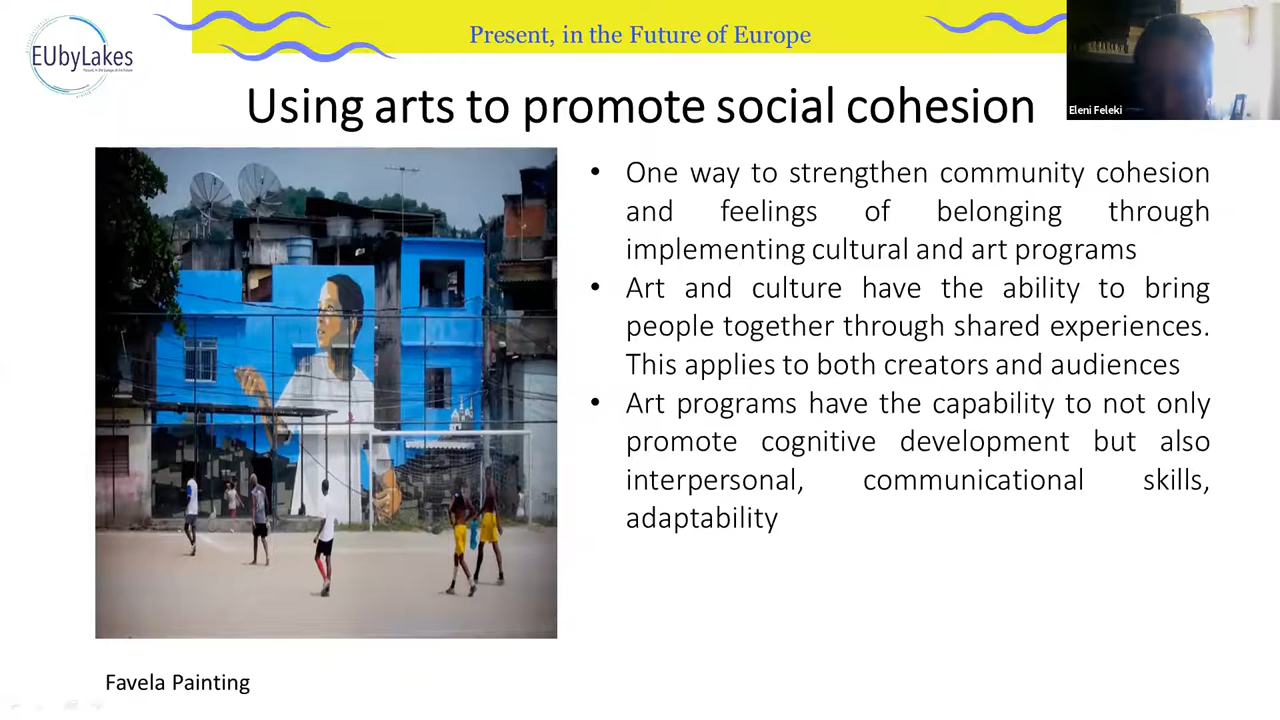 EUbyLakes
Present, in the Future of Europe
Eleni Feleki
Using arts to promote social cohesion
• One way to strengthen community cohesion
and feelings of belonging through
implementing cultural and art programs
• Art and culture have the ability to bring
people together through shared experiences.
This applies to both creators and audiences
• Art programs have the capability to not only
promote cognitive development but also
interpersonal, communicational skills,
adaptability
Favela Painting